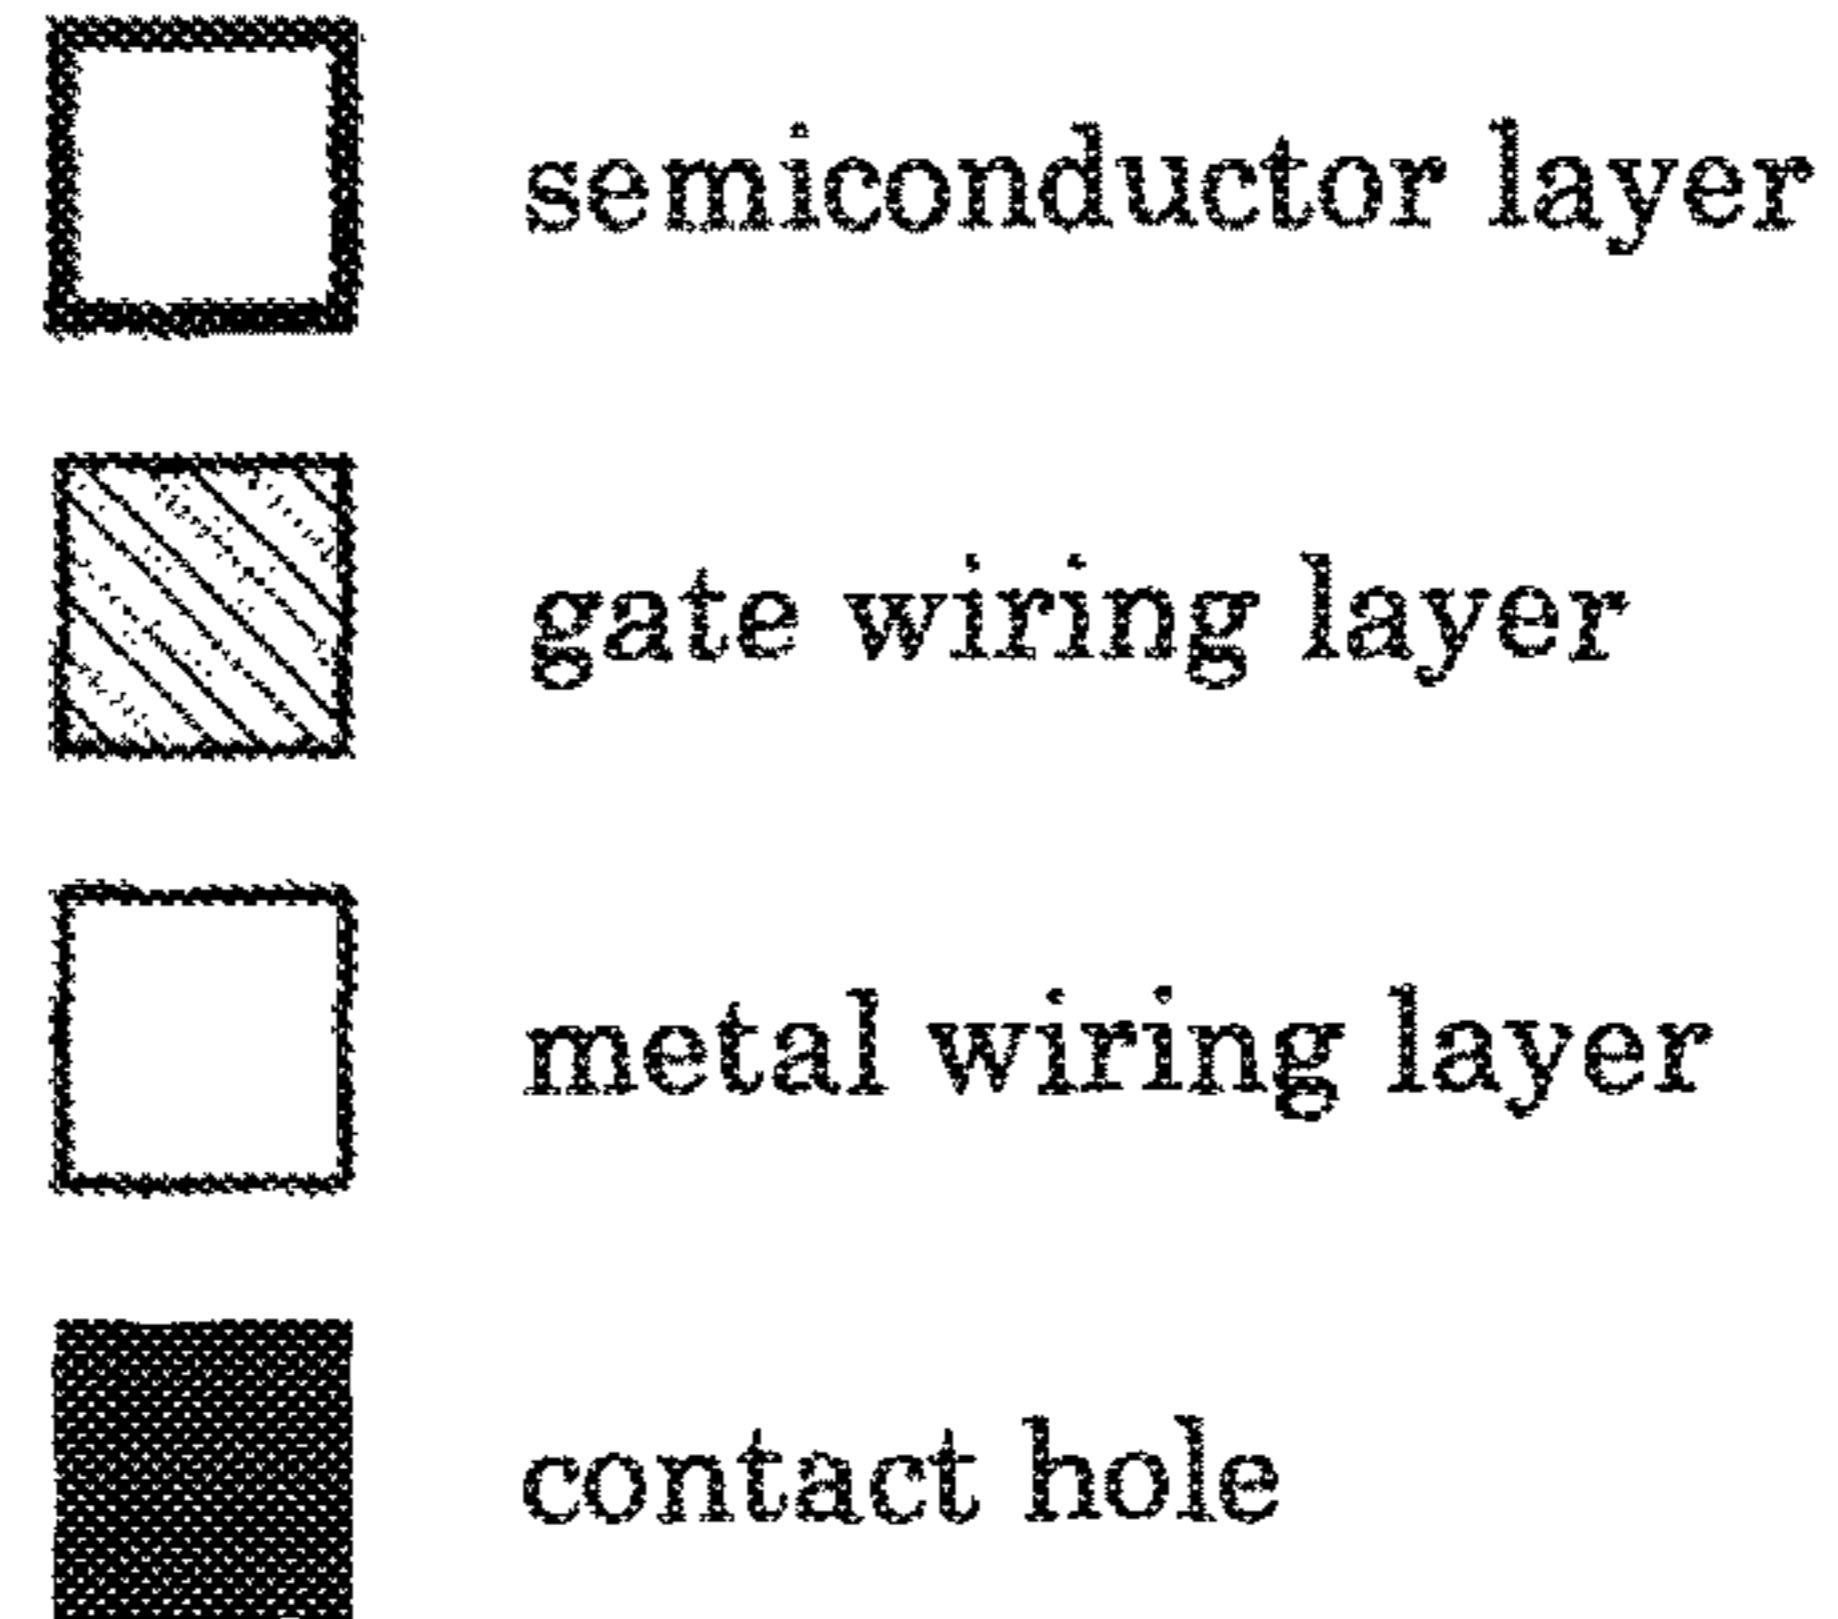 semiconductor layer
gate wiring layer
metal wiring layer
contact hole